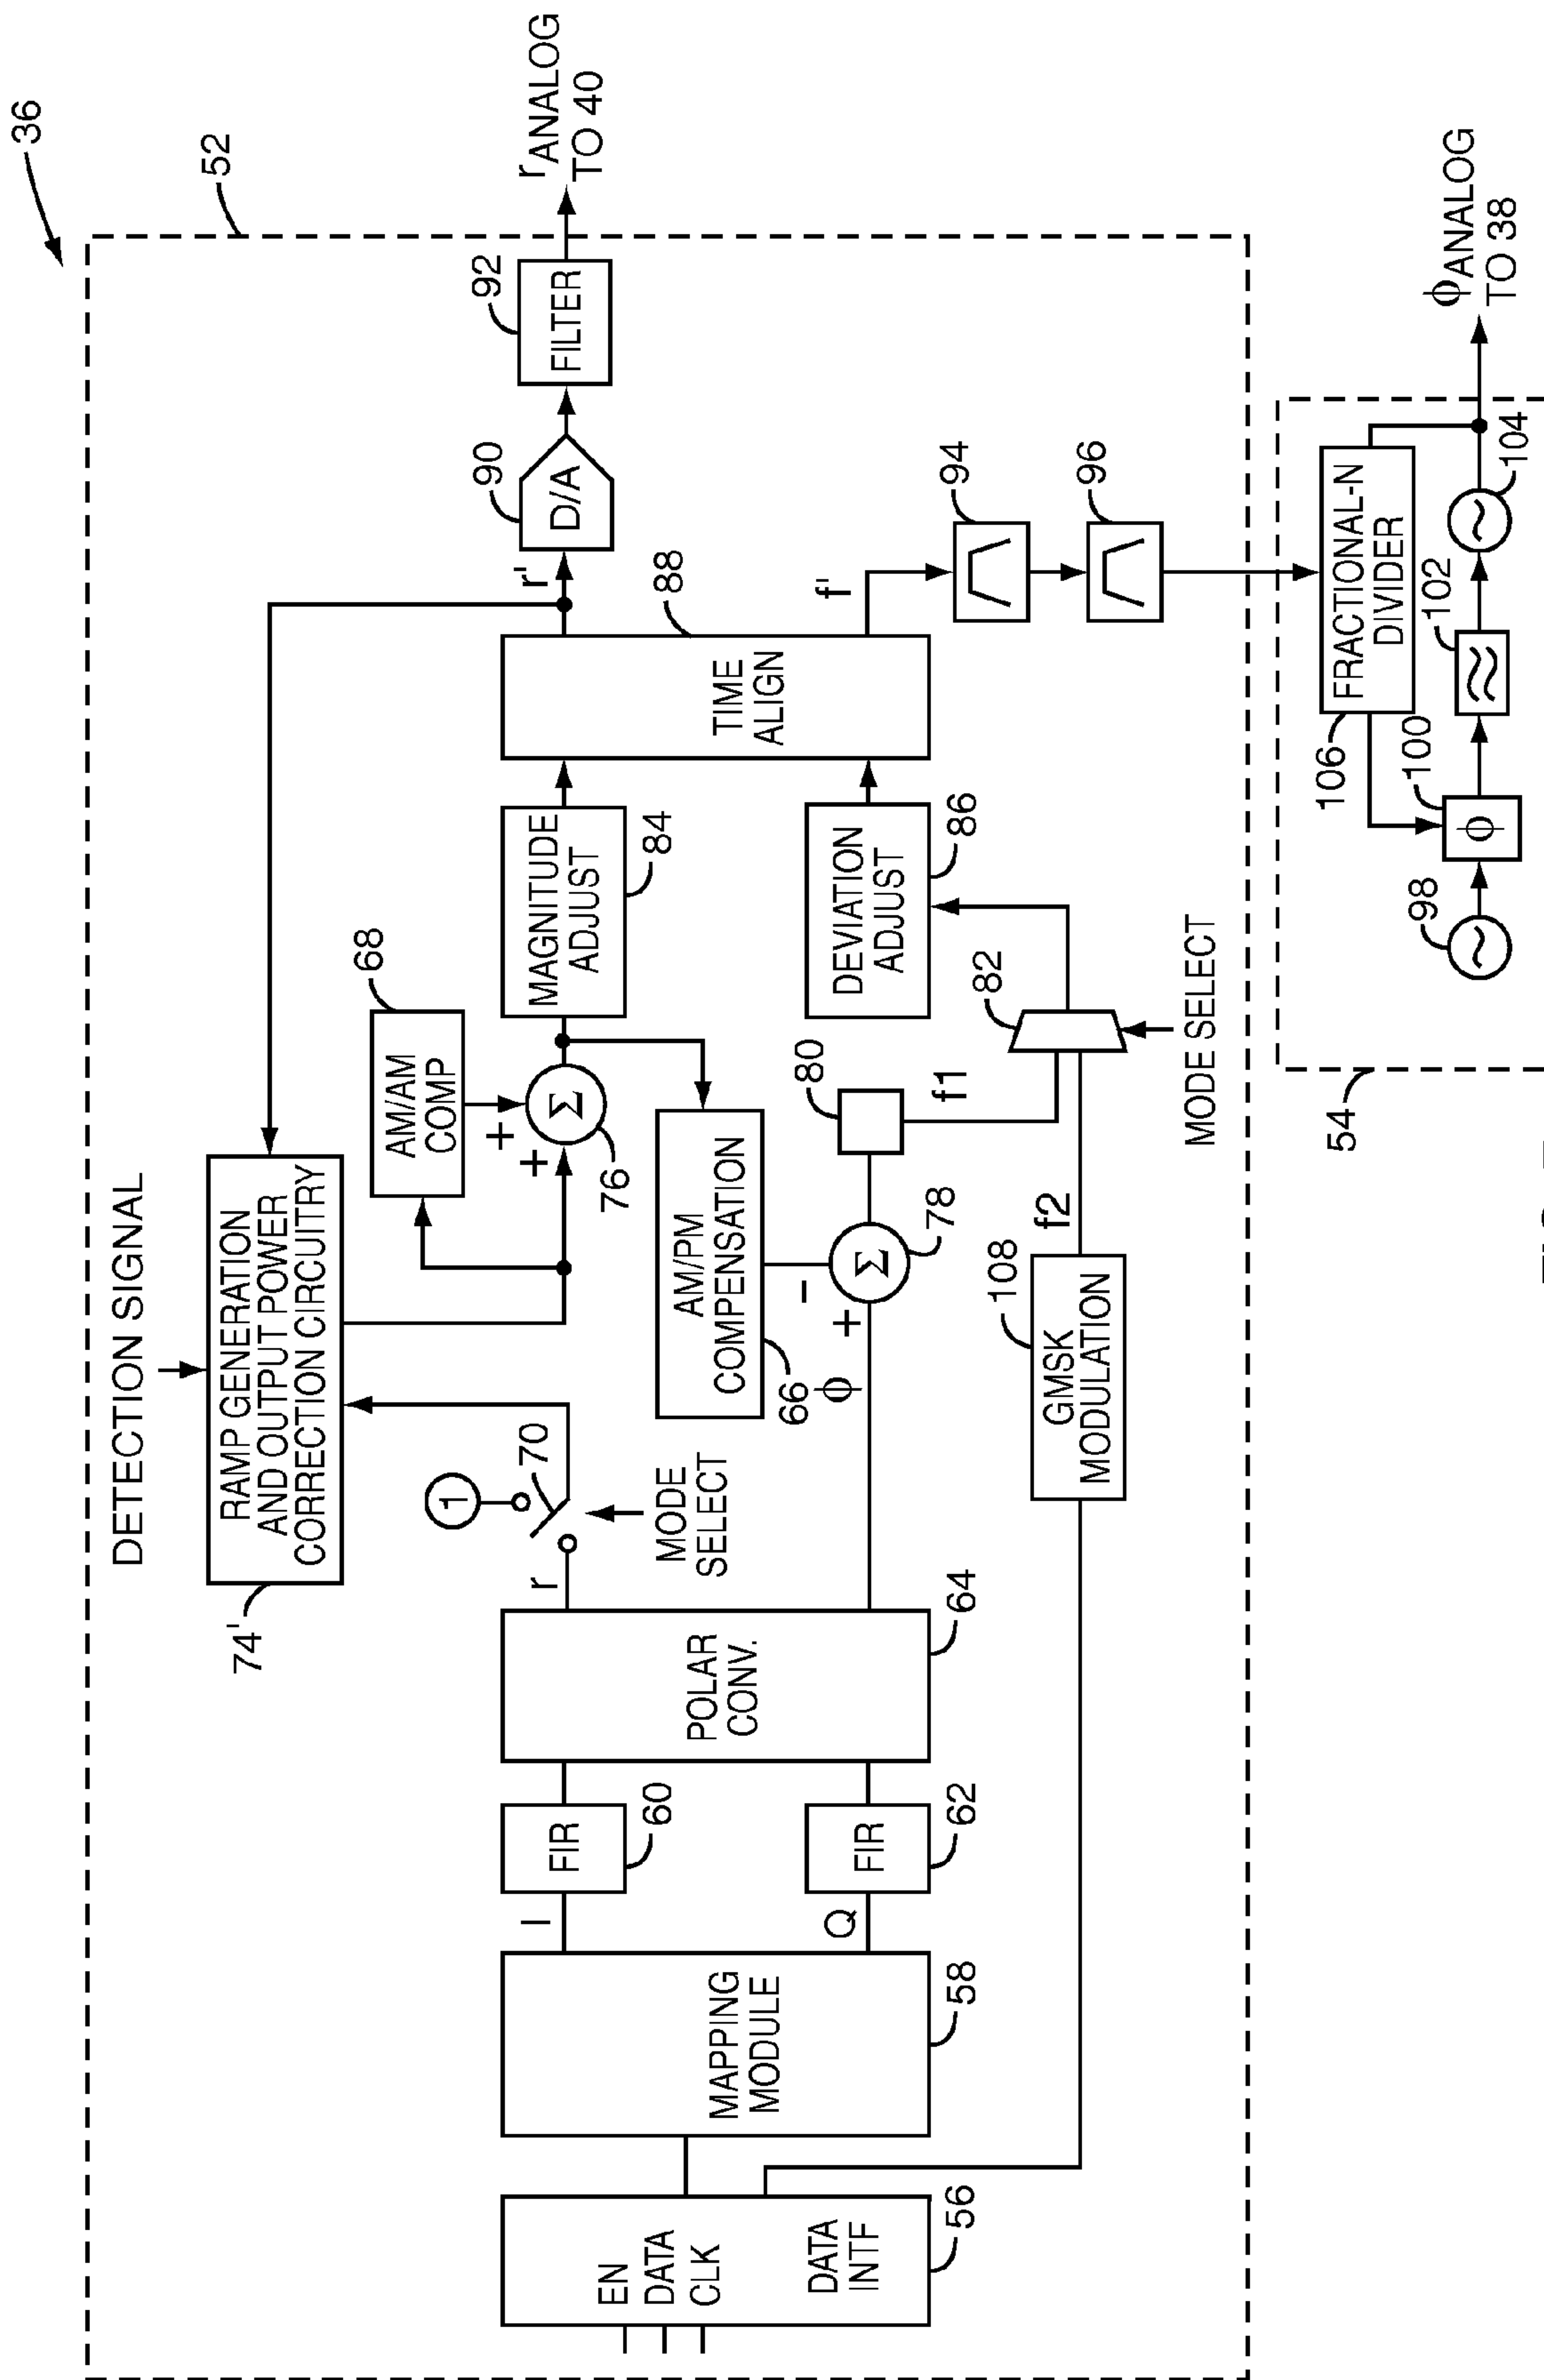 36
52
DETECTION SIGNAL
74'
RAMP GENERATION
AND OUTPUT POWER
CORRECTION CIRCUITRY
68
AM/AM
COMP
1
70
r
MODE
SELECT
+
+
Σ
76
MAGNITUDE
ADJUST
84
r'
90
D/A
92
FILTER
rANALOG
TO 40
EN
DATA
CLK
DATA
INTF
56
MAPPING
MODULE
58
I
Q
FIR
60
FIR
62
POLAR
CONV.
64
AM/PM
COMPENSATION
66
ϕ
+
−
Σ
78
80
f1
DEVIATION
ADJUST
86
TIME
ALIGN
88
f'
94
96
GMSK
MODULATION
108
f2
82
MODE SELECT
54
FRACTIONAL-N
DIVIDER
106
98
ϕ
100
102
104
ϕANALOG
TO 38